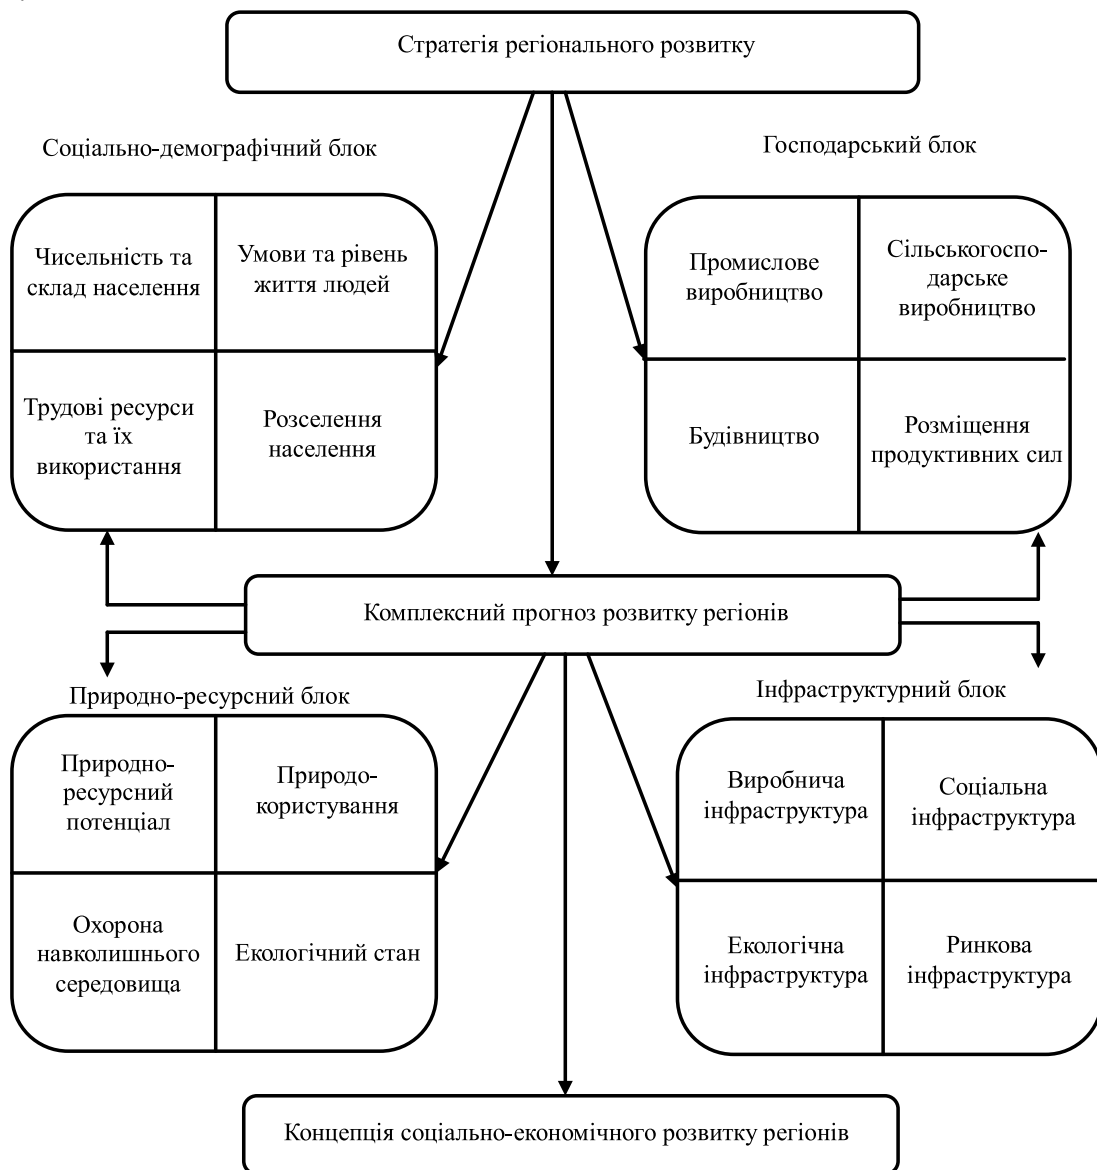 Стратегія регіонального розвитку
Соціально-демографічний блок
Господарський блок
Чисельність та
склад населення
Умови та рівень
життя людей
Трудові ресурси
та їх
використання
Розселення
населення
Промислове
виробництво
Сільськогоспо-
дарське
виробництво
Будівництво
Розміщення
продуктивних сил
Комплексний прогноз розвитку регіонів
Природно-ресурсний блок
Інфраструктурний блок
Природно-
ресурсний
потенціал
Природо-
користування
Охорона
навколишнього
середовища
Екологічний стан
Виробнича
інфраструктура
Соціальна
інфраструктура
Екологічна
інфраструктура
Ринкова
інфраструктура
Концепція соціально-економічного розвитку регіонів